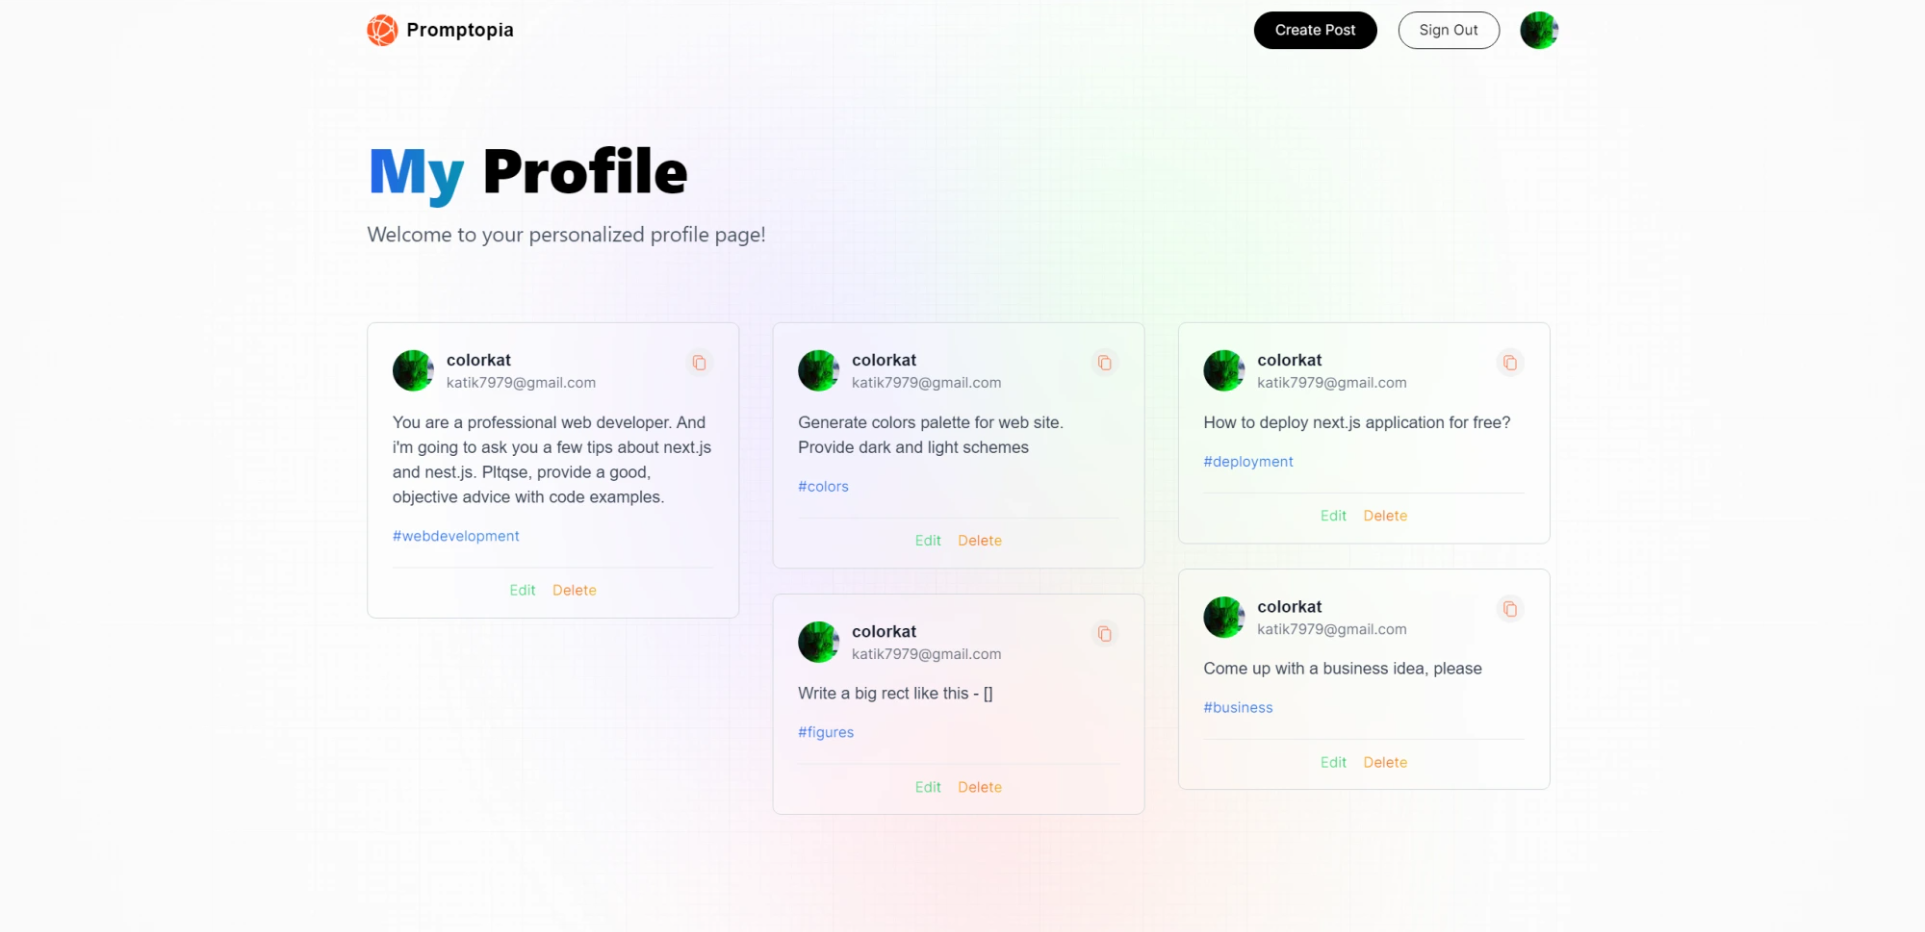 Promptopia
Create Post
Sign Out
My Profile
Welcome to your personalized profile page!
colorkat
katik7979@gmail.com
You are a professional web developer. And
i'm going to ask you a few tips about next.js
and nest.js. Pltqse, provide a good,
objective advice with code examples.
#webdevelopment
Edit Delete
colorkat
katik7979@gmail.com
Generate colors palette for web site.
Provide dark and light schemes
#colors
Edit Delete
colorkat
katik7979@gmail.com
Write a big rect like this - []
#figures
Edit Delete
colorkat
katik7979@gmail.com
How to deploy next.js application for free?
#deployment
Edit Delete
colorkat
katik7979@gmail.com
Come up with a business idea, please
#business
Edit Delete